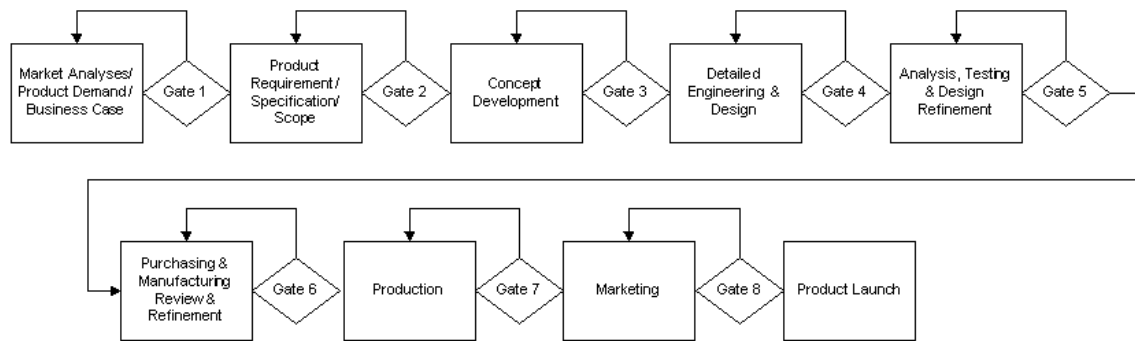 Market Analyses/
Product Demand /
Business Case
Gate 1
Product
Requirement /
Specification/
Scope
Gate 2
Concept
Development
Gate 3
Detailed
Engineering &
Design
Gate 4
Analysis, Testing
& Design
Refinement
Gate 5
Purchasing &
Manufacturing
Review &
Refinement
Gate 6
Production
Gate 7
Marketing
Gate 8
Product Launch